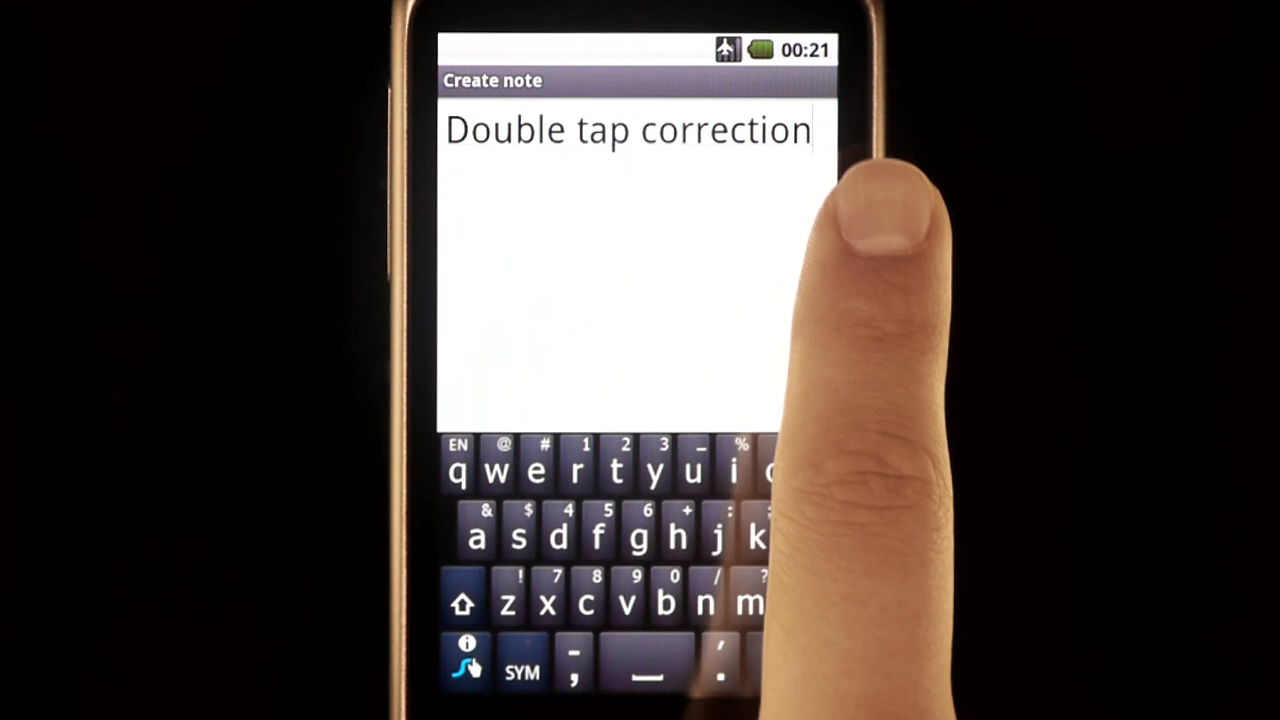 00:21
Create note
Double tap correction
EN @ # 1 2 3 _ %
q w e r t y u i
& $ 4 5 6 + :
a s d f g h j k
! 7 8 9 0 / ?
z x c v b n m
SYM - , ' .